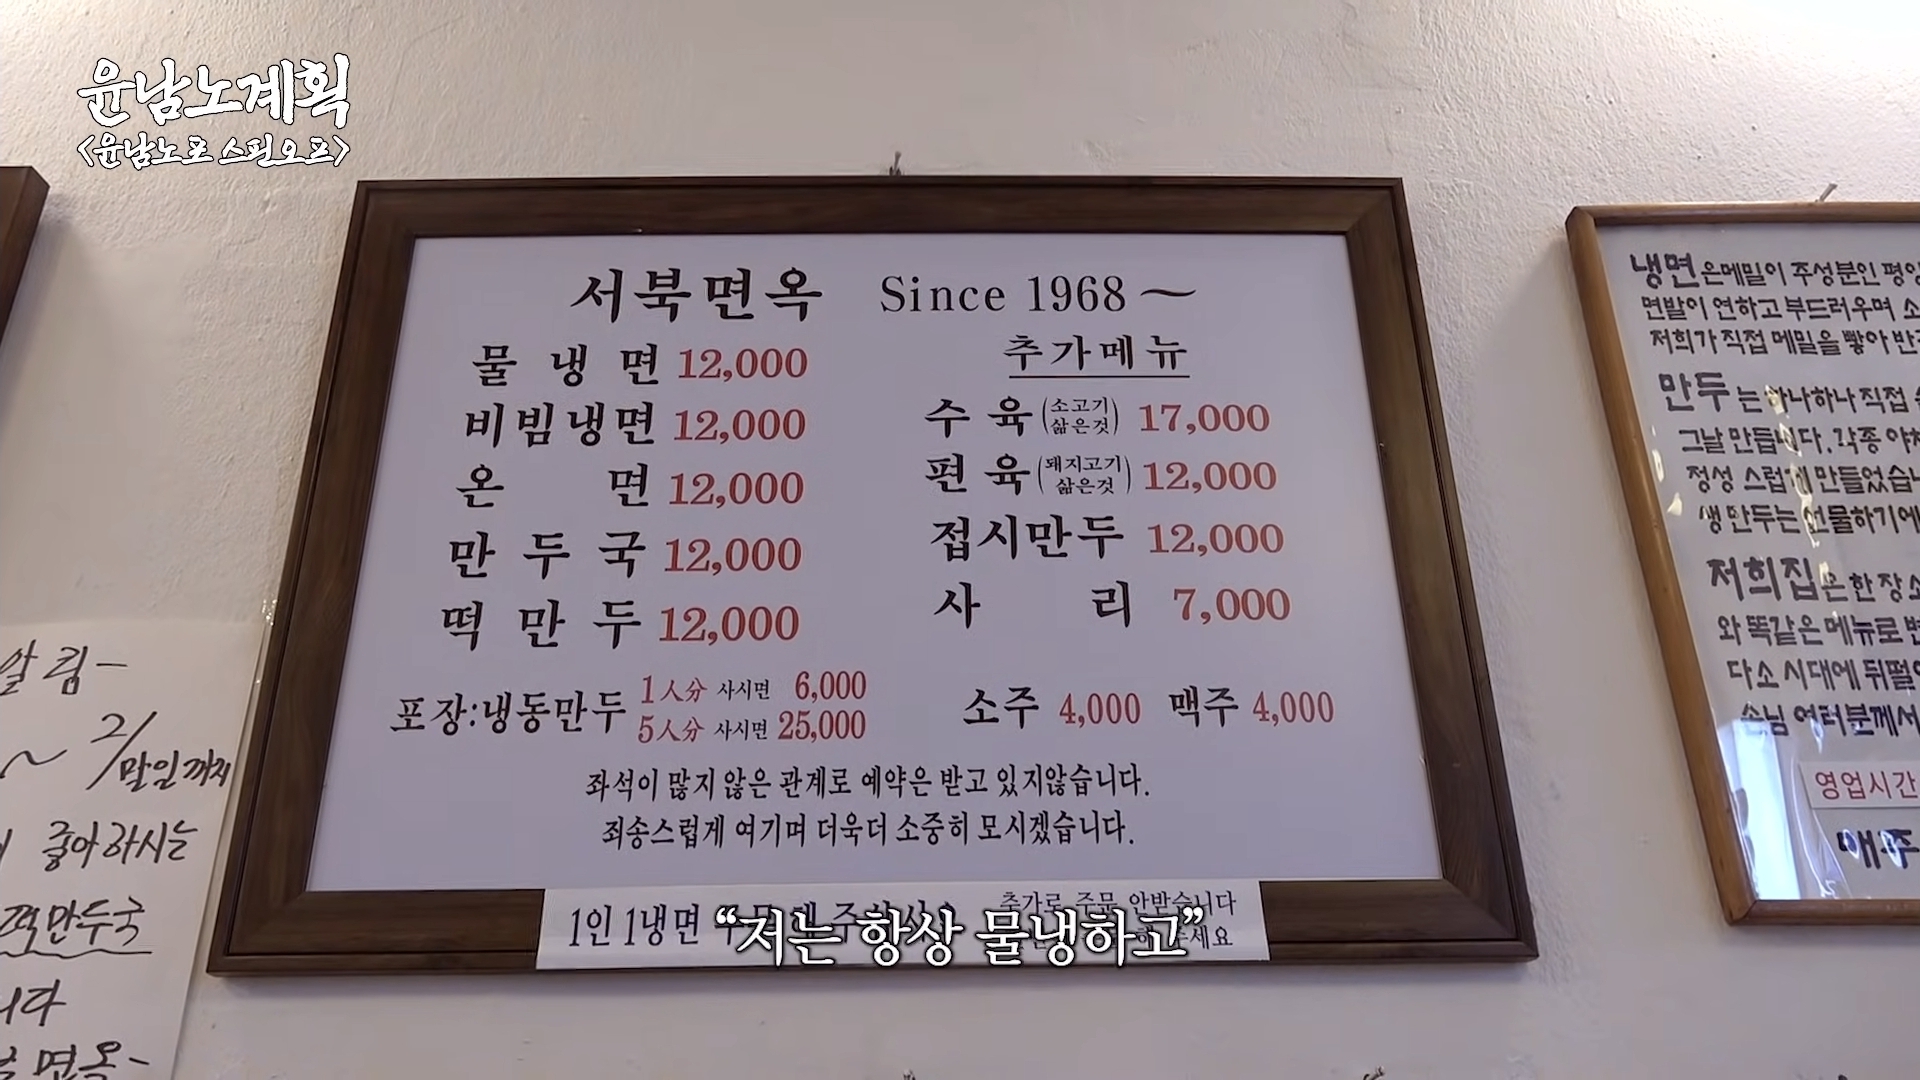 윤남노계획
<윤남노포 스핀오프>
서북면옥 Since 1968~
물냉면 12,000
비빔냉면 12,000
온면 12,000
만두국 12,000
떡만두 12,000
추가메뉴
수육(소고기 삶은것) 17,000
편육(돼지고기 삶은것) 12,000
접시만두 12,000
사리 7,000
포장:냉동만두 1人分 사시면 6,000
5人分 사시면 25,000
소주 4,000 맥주 4,000
좌석이 많지 않은 관계로 예약은 받고 있지않습니다.
죄송스럽게 여기며 더욱더 소중히 모시겠습니다.
1인 1냉면
추가로 주문 안받습니다
"저는 항상 물냉하고"
알림-
~ 2/말일까지
좋아하시는
떡만두국
니다
면옥-
냉면은메밀이 주성분인
면발이 연하고 부드러우며
저희가 직접 메밀을 빻아
만두는 하나하나 직접
그날 만듭니다. 각종
정성 스럽게 만들었습니
생만두는 선물하기에
저희집은 한 장소
와 똑같은 메뉴로
다소 시대에 뒤떨
손님 여러분께서
영업시간
매주